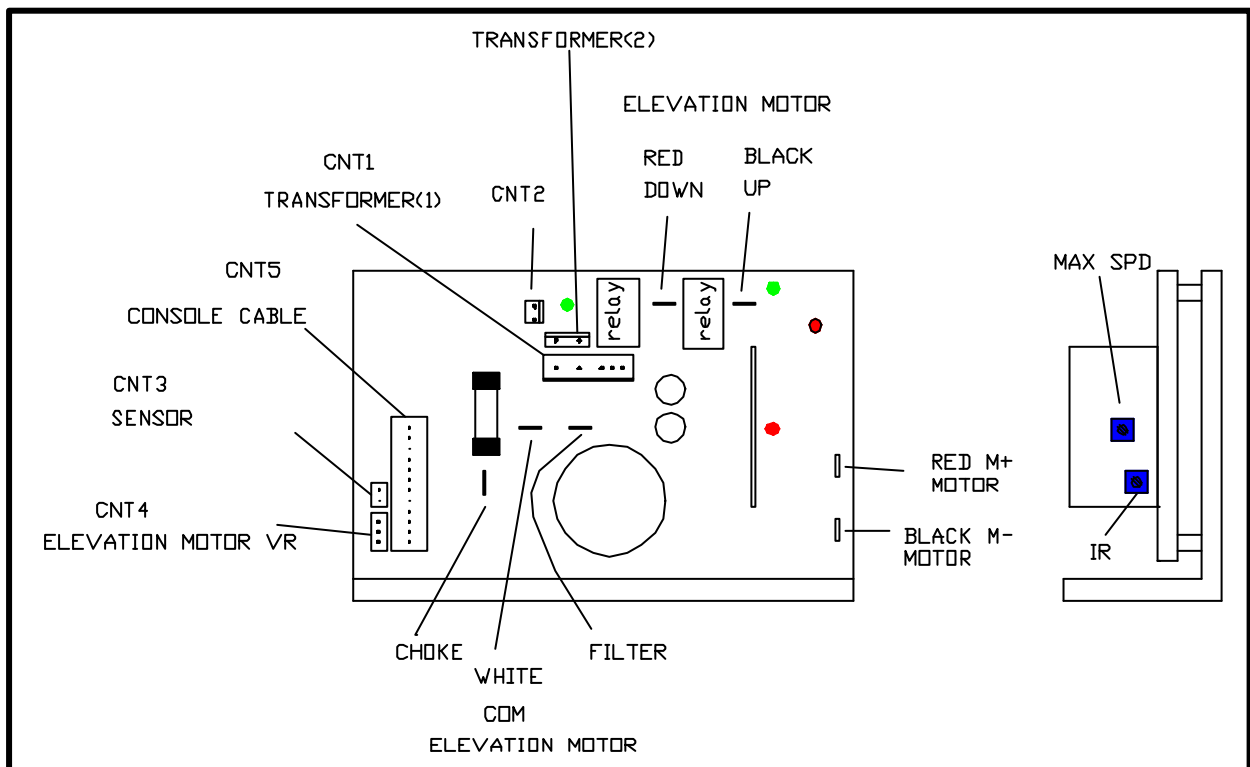 TRANSFORMER(2)
ELEVATION MOTOR
RED
DOWN
BLACK
UP
CNT1
TRANSFORMER(1)
CNT2
CNT5
CONSOLE CABLE
relay
relay
MAX SPD
CNT3
SENSOR
RED M+
MOTOR
CNT4
ELEVATION MOTOR VR
BLACK M-
MOTOR
IR
CHOKE
WHITE
COM
ELEVATION MOTOR
FILTER